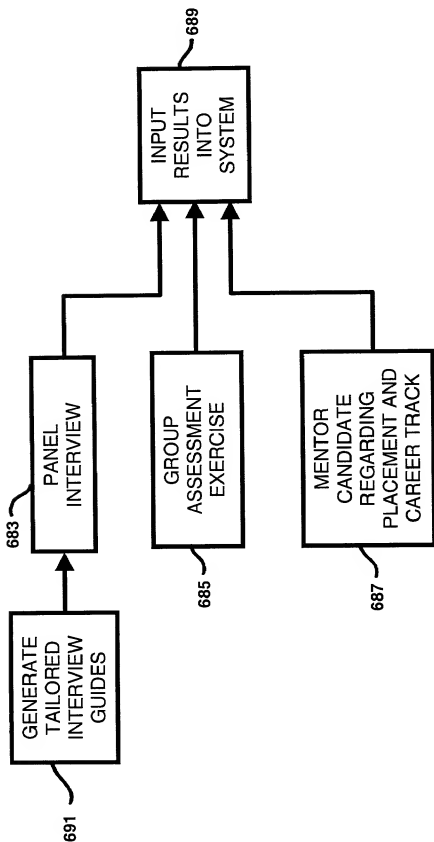 691
GENERATE
TAILORED
INTERVIEW
GUIDES
683
PANEL
INTERVIEW
685
GROUP
ASSESSMENT
EXERCISE
687
MENTOR
CANDIDATE
REGARDING
PLACEMENT AND
CAREER TRACK
689
INPUT
RESULTS
INTO
SYSTEM